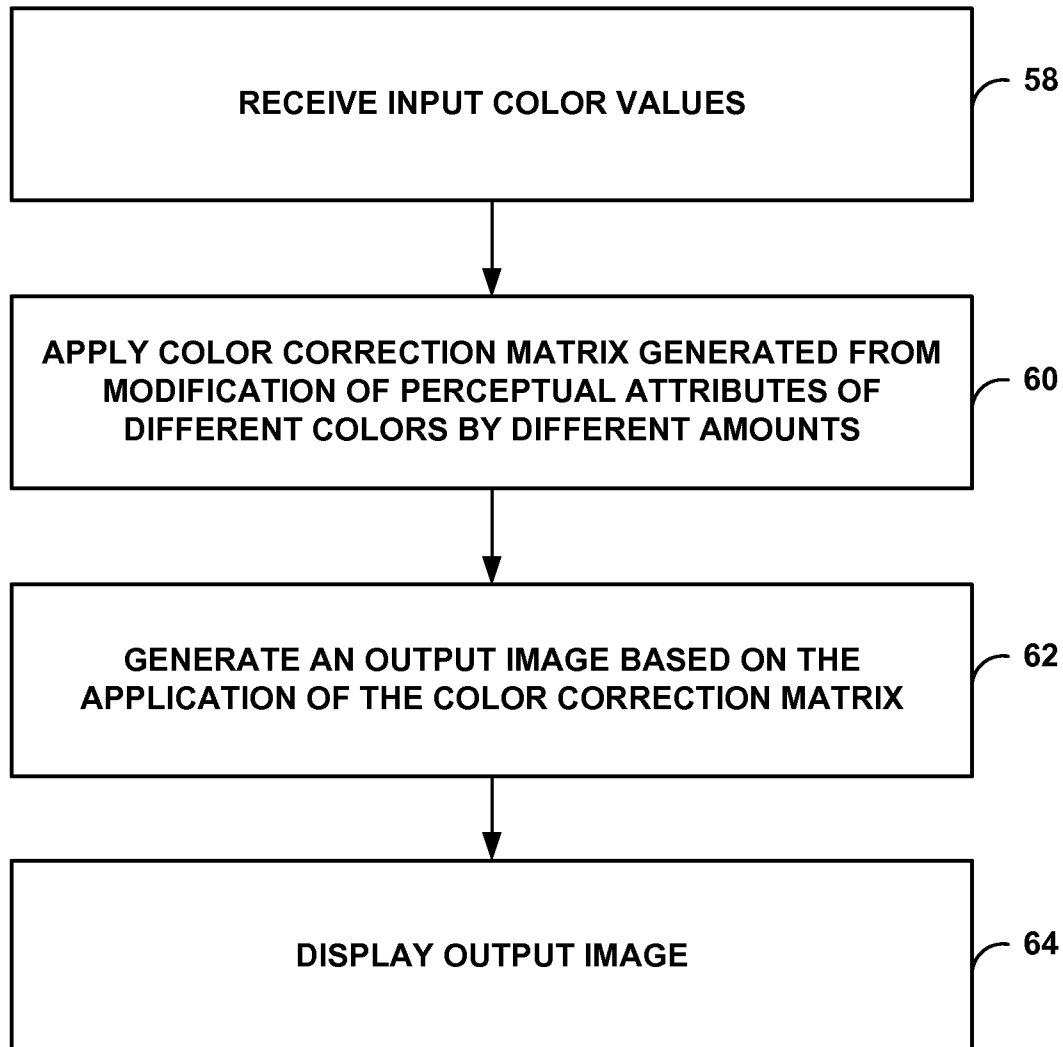 RECEIVE INPUT COLOR VALUES
58
APPLY COLOR CORRECTION MATRIX GENERATED FROM
MODIFICATION OF PERCEPTUAL ATTRIBUTES OF
DIFFERENT COLORS BY DIFFERENT AMOUNTS
60
GENERATE AN OUTPUT IMAGE BASED ON THE
APPLICATION OF THE COLOR CORRECTION MATRIX
62
DISPLAY OUTPUT IMAGE
64